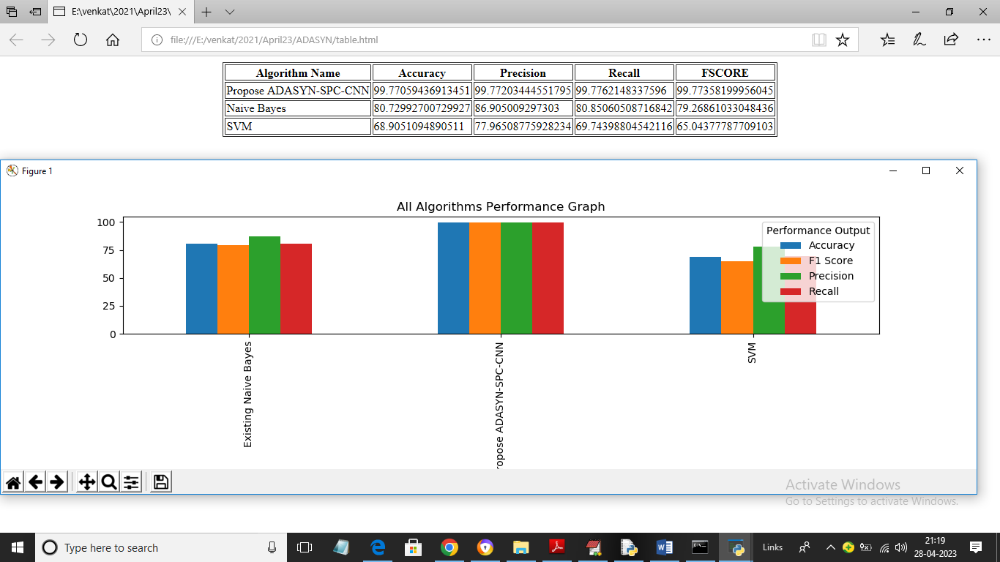 E:\venkat\2021\April23\
file:///E:/venkat/2021/April23/ADASYN/table.html
Algorithm Name Accuracy Precision Recall FSCORE
Propose ADASYN-SPC-CNN 99.77059436913451 99.77203444551795 99.7762148337596 99.77358199956045
Naive Bayes 80.72992700729927 86.905009297303 80.85060508716842 79.26861033048436
SVM 68.9051094890511 77.96508775928234 69.74398804542116 65.04377787709103
Figure 1
All Algorithms Performance Graph
100
75
50
25
0
Performance Output
Accuracy
F1 Score
Precision
Recall
Existing Naive Bayes
ropose ADASYN-SPC-CNN
SVM
Activate Windows
Go to Settings to activate Windows.
Type here to search
Links
21:19
28-04-2023